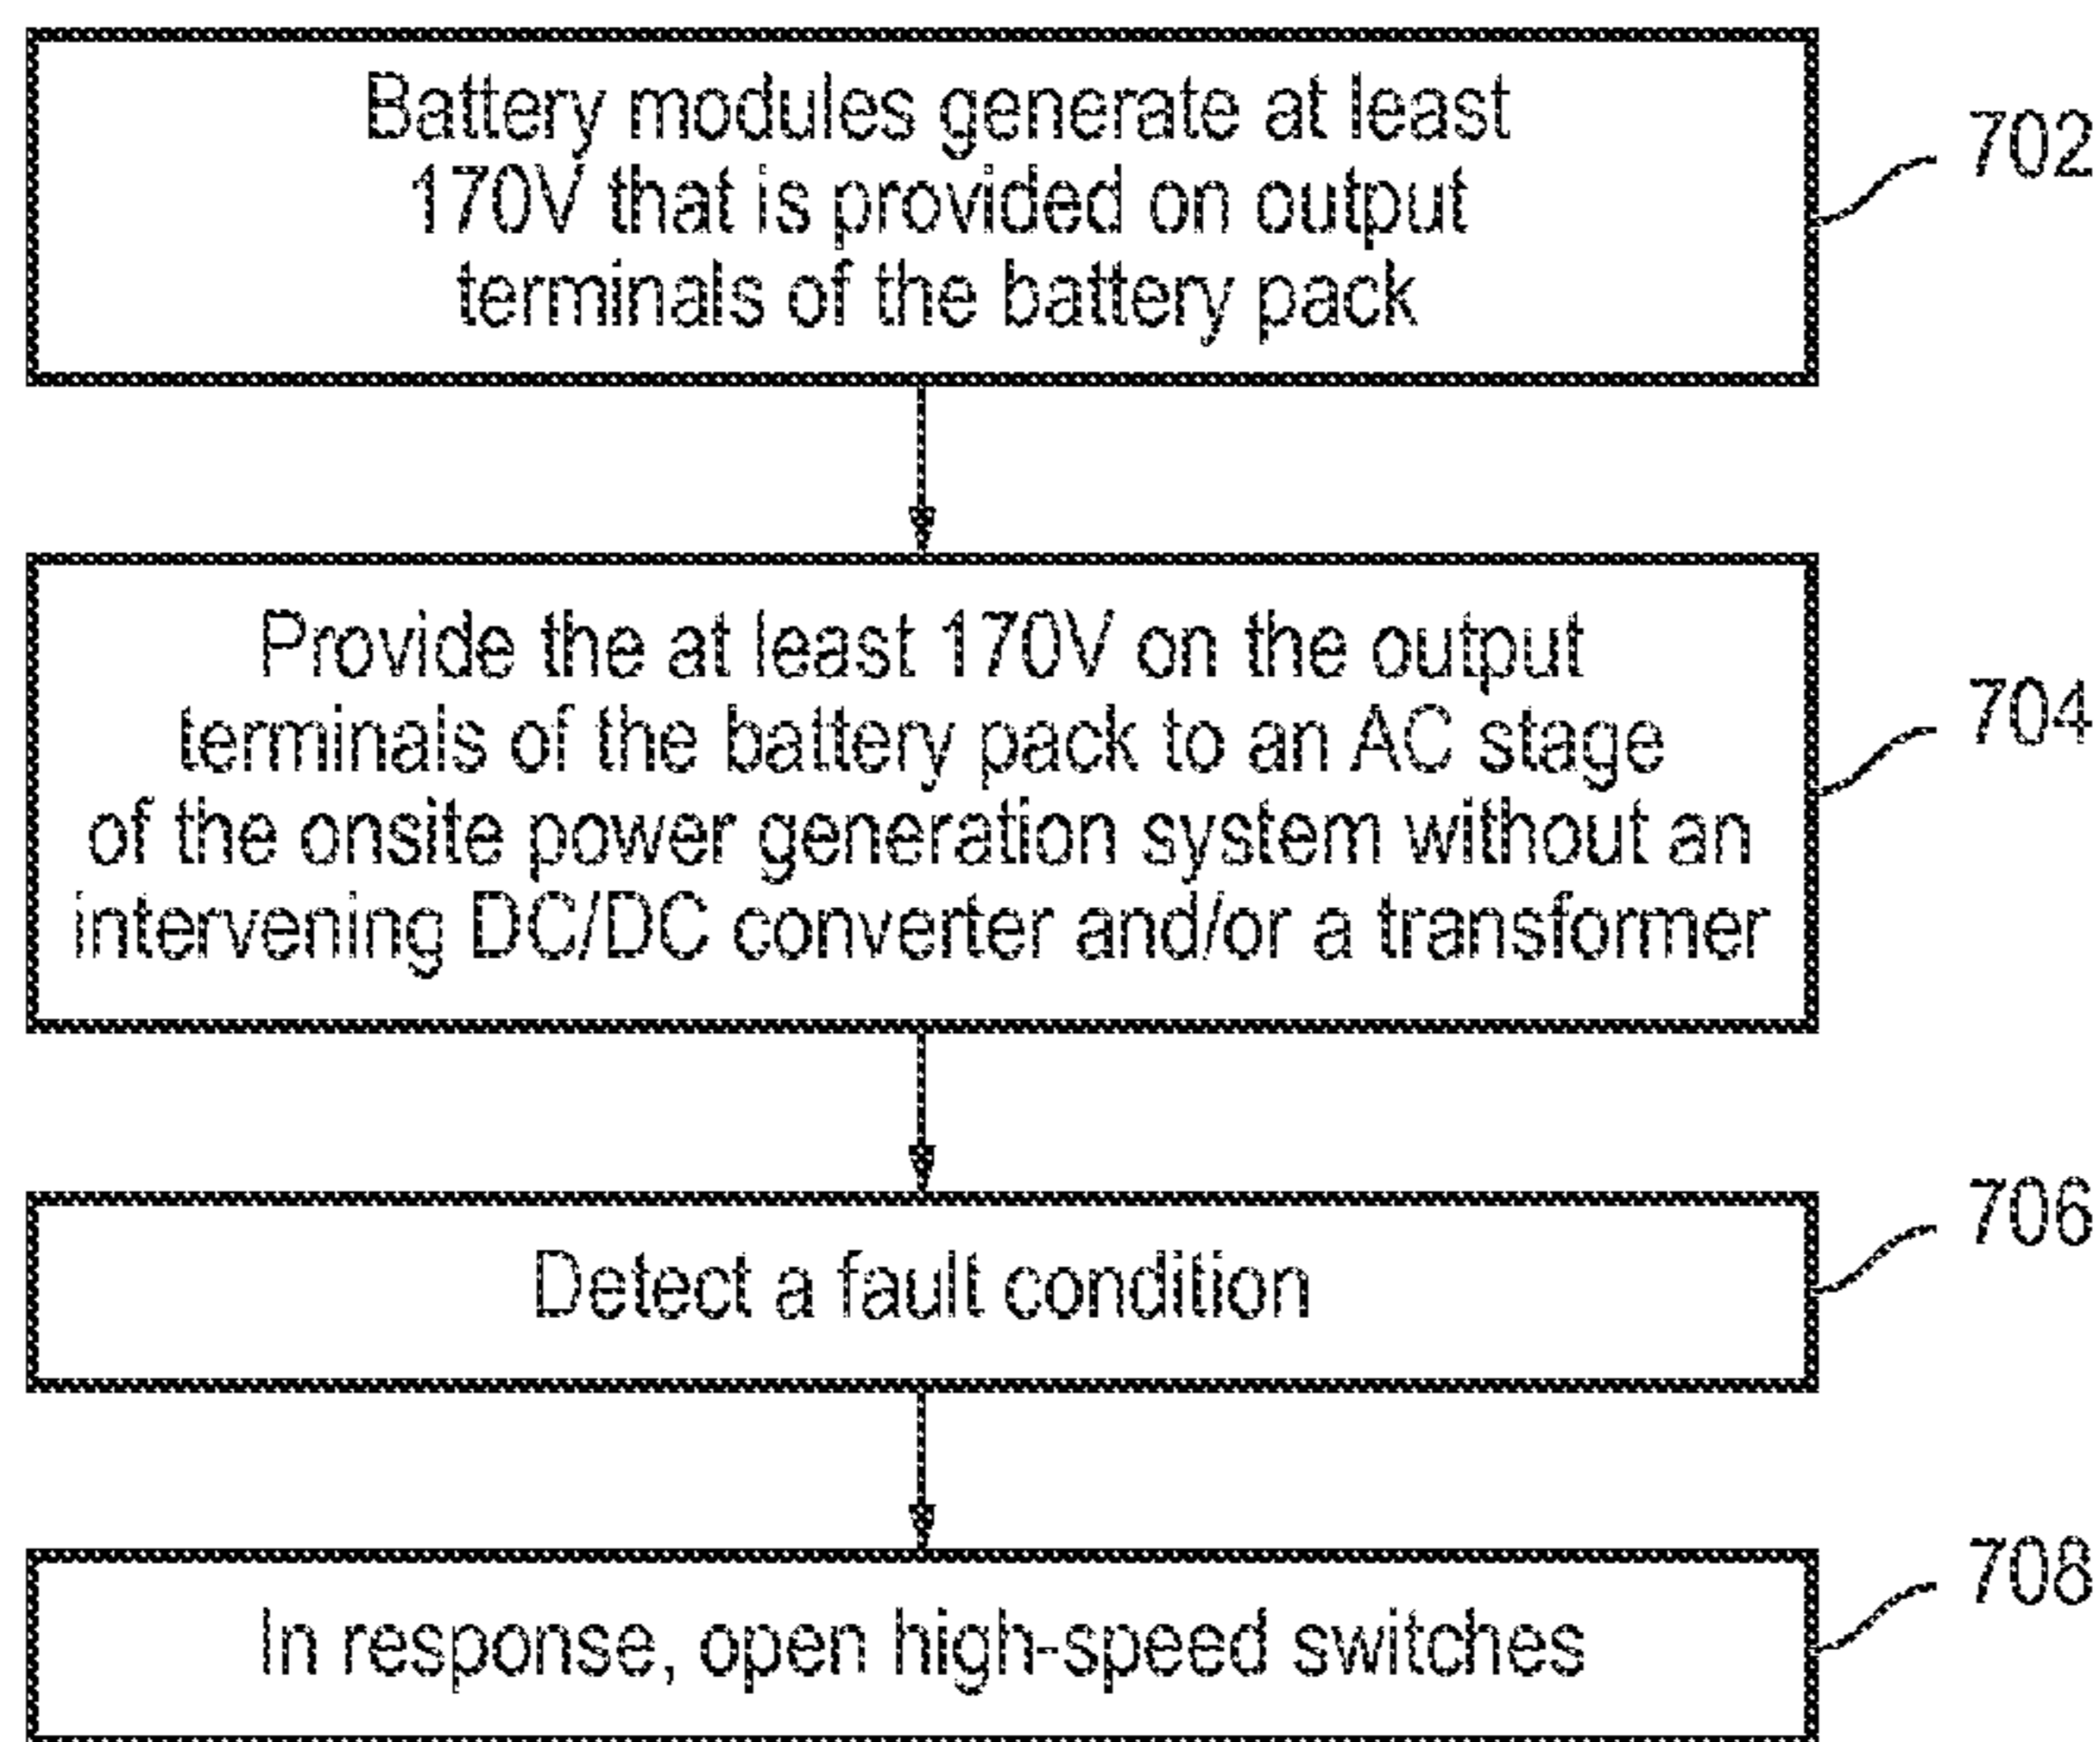 Battery modules generate at least
170V that is provided on output
terminals of the battery pack
702
Provide the at least 170V on the output
terminals of the battery pack to an AC stage
of the onsite power generation system without an
intervening DC/DC converter and/or a transformer
704
Detect a fault condition
706
In response, open high-speed switches
708